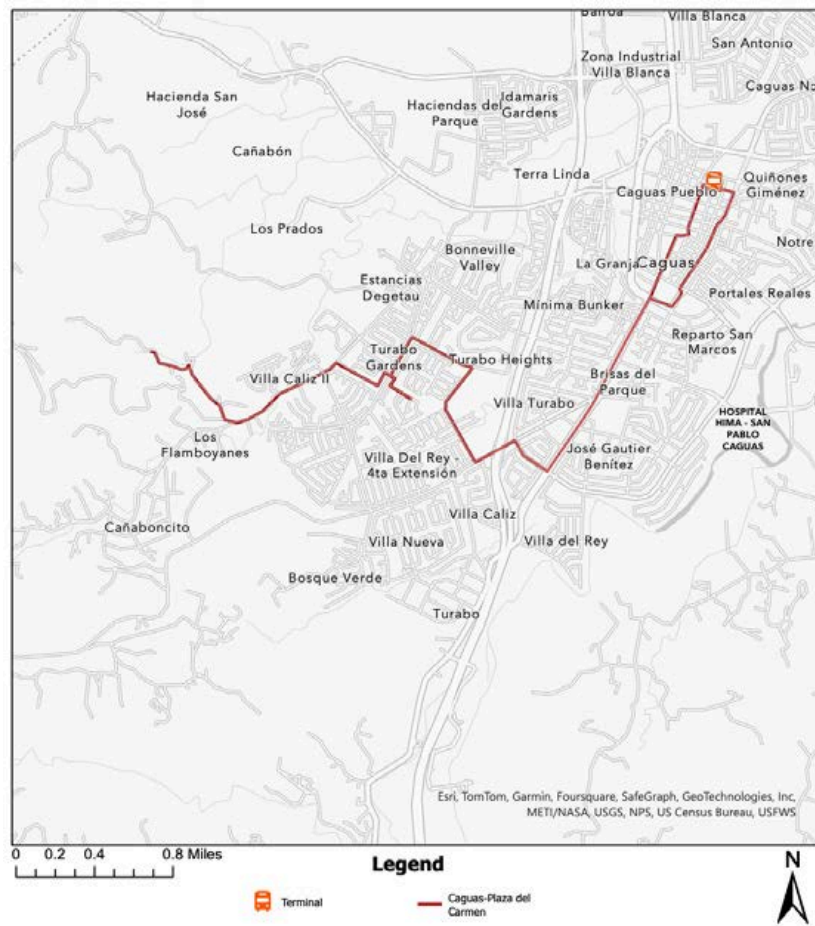 Villa Blanca
San Antonio
Zona Industrial
Villa Blanca
Caguas No
Hacienda San
José
Haciendas del
Parque
Idamaris
Gardens
Cañabón
Terra Linda
Caguas Pueblo
Quiñones
Giménez
Los Prados
Bonneville
Valley
La Granja
Caguas
Notre
Estancias
Degetau
Mínima Bunker
Portales Reales
Reparto San
Marcos
Turabo
Gardens
Turabo Heights
Villa Caliz II
Brisas del
Parque
Villa Turabo
HOSPITAL
HIMA - SAN
PABLO
CAGUAS
Los
Flamboyanes
Villa Del Rey -
4ta Extensión
José Gautier
Benítez
Cañaboncito
Villa Caliz
Villa Nueva
Villa del Rey
Bosque Verde
Turabo
Esri, TomTom, Garmin, Foursquare, SafeGraph, GeoTechnologies, Inc,
METI/NASA, USGS, NPS, US Census Bureau, USFWS
0 0.2 0.4 0.8 Miles
Legend
N
Terminal
Caguas-Plaza del
Carmen